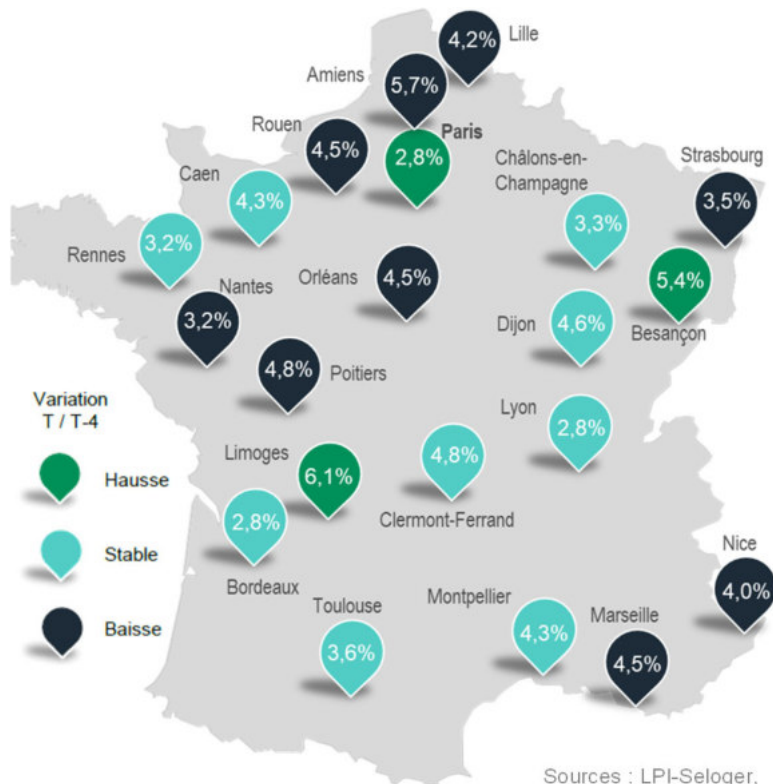 4,2%
Lille
Amiens
5,7%
Rouen
4,5%
Paris
2,8%
Caen
4,3%
Châlons-en-
Champagne
3,3%
Strasbourg
3,5%
Rennes
3,2%
Nantes
3,2%
Orléans
4,5%
Dijon
4,6%
5,4%
Besançon
4,8%
Poitiers
Variation
T / T-4
Hausse
Stable
Baisse
Lyon
2,8%
Limoges
6,1%
4,8%
Clermont-Ferrand
2,8%
Bordeaux
Toulouse
3,6%
Montpellier
4,3%
Marseille
4,5%
Nice
4,0%
Sources : LPI-Seloger,